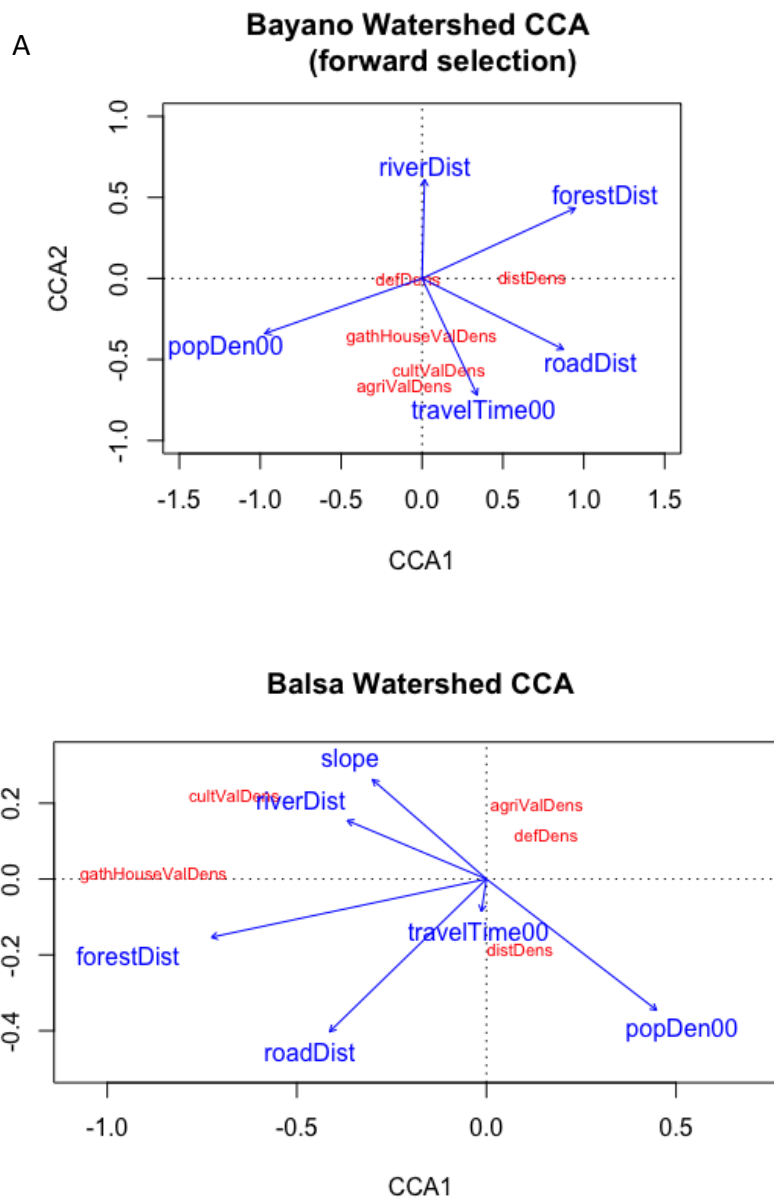 A
Bayano Watershed CCA
(forward selection)
CCA2
1.0
0.5
0.0
-0.5
-1.0
riverDist
forestDist
defDens
distDens
popDen00
gathHouseValDens
roadDist
cultValDens
agriValDens
travelTime00
-1.5 -1.0 -0.5 0.0 0.5 1.0 1.5
CCA1
Balsa Watershed CCA
0.2
0.0
-0.2
-0.4
slope
cultValDens
riverDist
agriValDens
defDens
gathHouseValDens
travelTime00
forestDist
distDens
popDen00
roadDist
-1.0 -0.5 0.0 0.5
CCA1